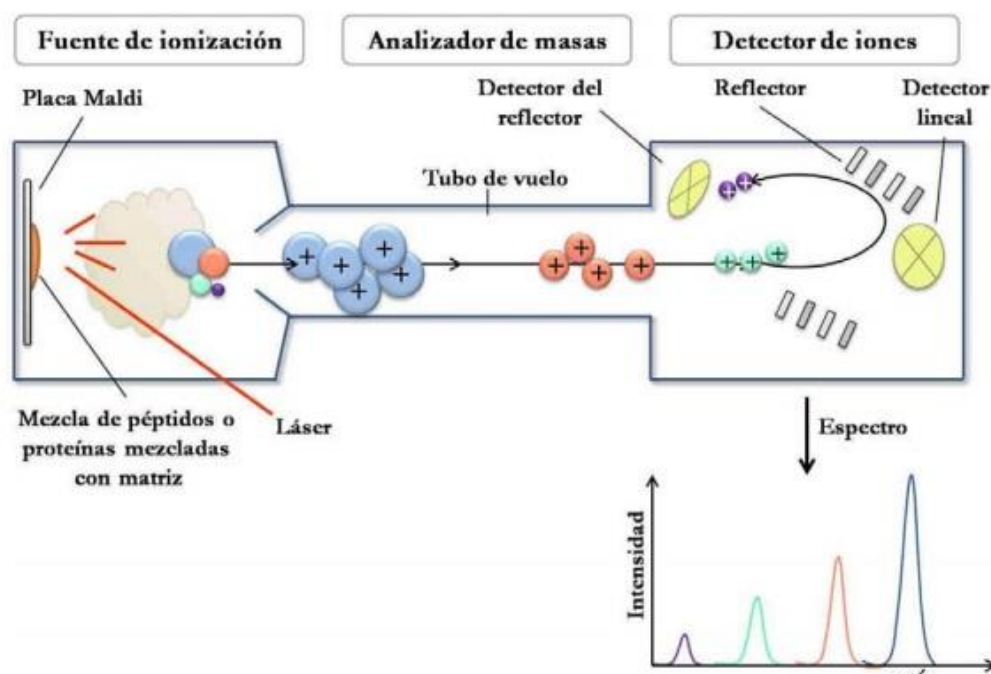 Fuente de ionización
Analizador de masas
Detector de iones
Placa Maldi
Detector del
reflector
Reflector
Detector
lineal
Tubo de vuelo
Mezcla de péptidos o
proteínas mezcladas
con matriz
Láser
Espectro
Intensidad